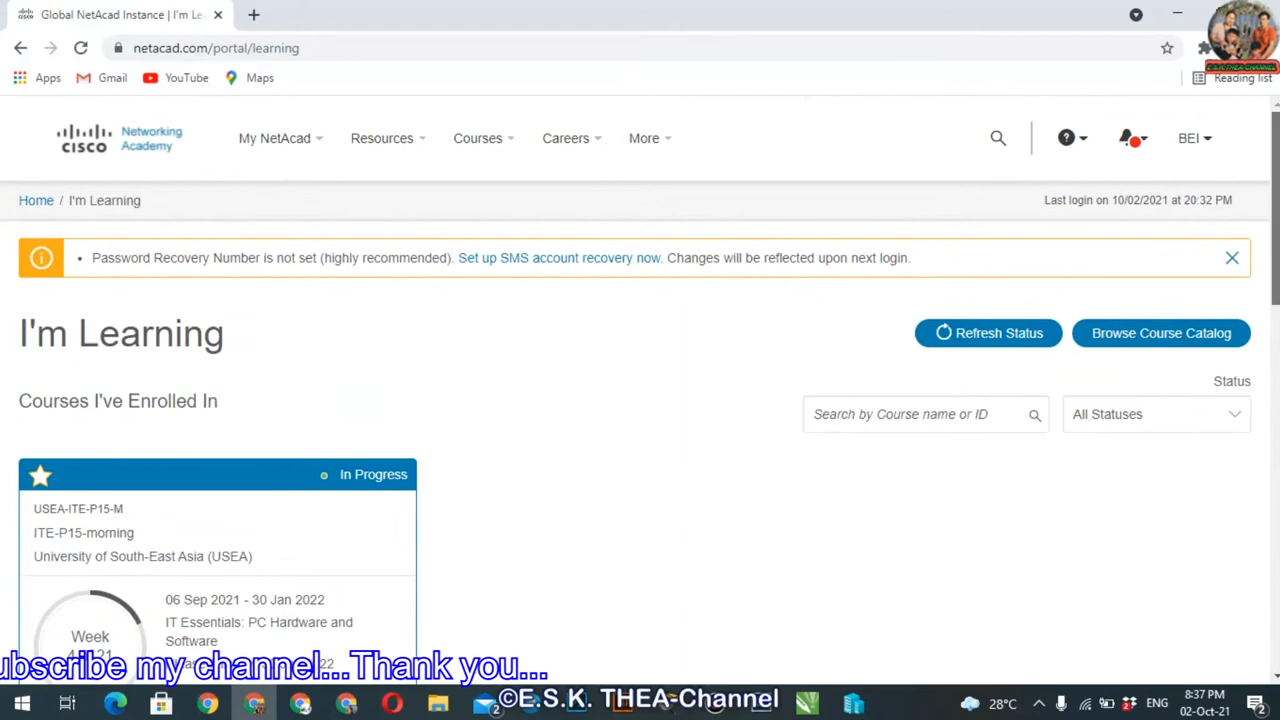 Global NetAcad Instance | I'm Le
netacad.com/portal/learning
E.S.K.THEA-CHANNEL
Apps Gmail YouTube Maps Reading list
cisco Networking Academy
My NetAcad Resources Courses Careers More BEI
Home / I'm Learning Last login on 10/02/2021 at 20:32 PM
Password Recovery Number is not set (highly recommended). Set up SMS account recovery now. Changes will be reflected upon next login.
I'm Learning Refresh Status Browse Course Catalog
Status
Courses I've Enrolled In Search by Course name or ID All Statuses
In Progress
USEA-ITE-P15-M
ITE-P15-morning
University of South-East Asia (USEA)
06 Sep 2021 - 30 Jan 2022
IT Essentials: PC Hardware and
Software
Week
ubscribe my channel...Thank you...
©E.S.K. THEA-Channel
2 28°C ENG 8:37 PM
02-Oct-21 2